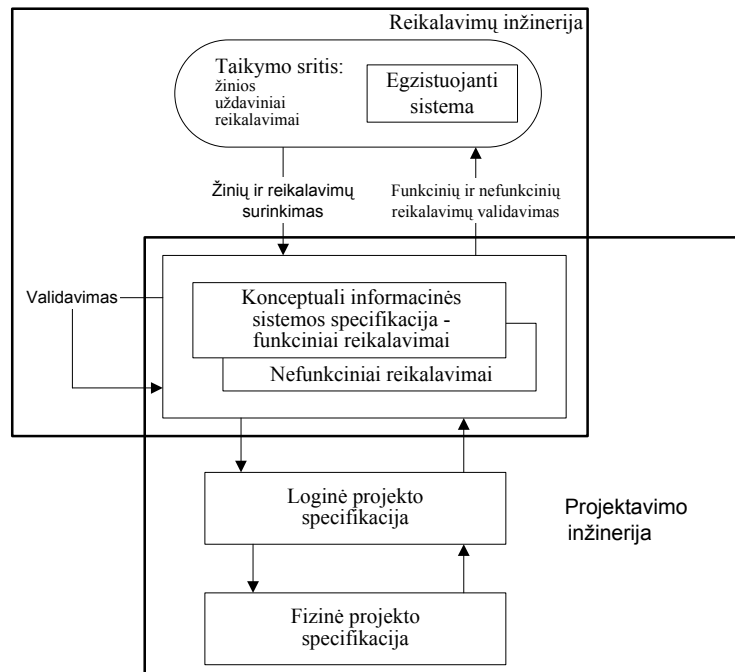 Reikalavimų inžinerija
Taikymo sritis:
žinios
uždaviniai
reikalavimai
Egzistuojanti
sistema
Žinių ir reikalavimų
surinkimas
Funkcinių ir nefunkcinių
reikalavimų validavimas
Validavimas
Konceptuali informacinės
sistemos specifikacija -
funkciniai reikalavimai
Nefunkciniai reikalavimai
Loginė projekto
specifikacija
Projektavimo
inžinerija
Fizinė projekto
specifikacija